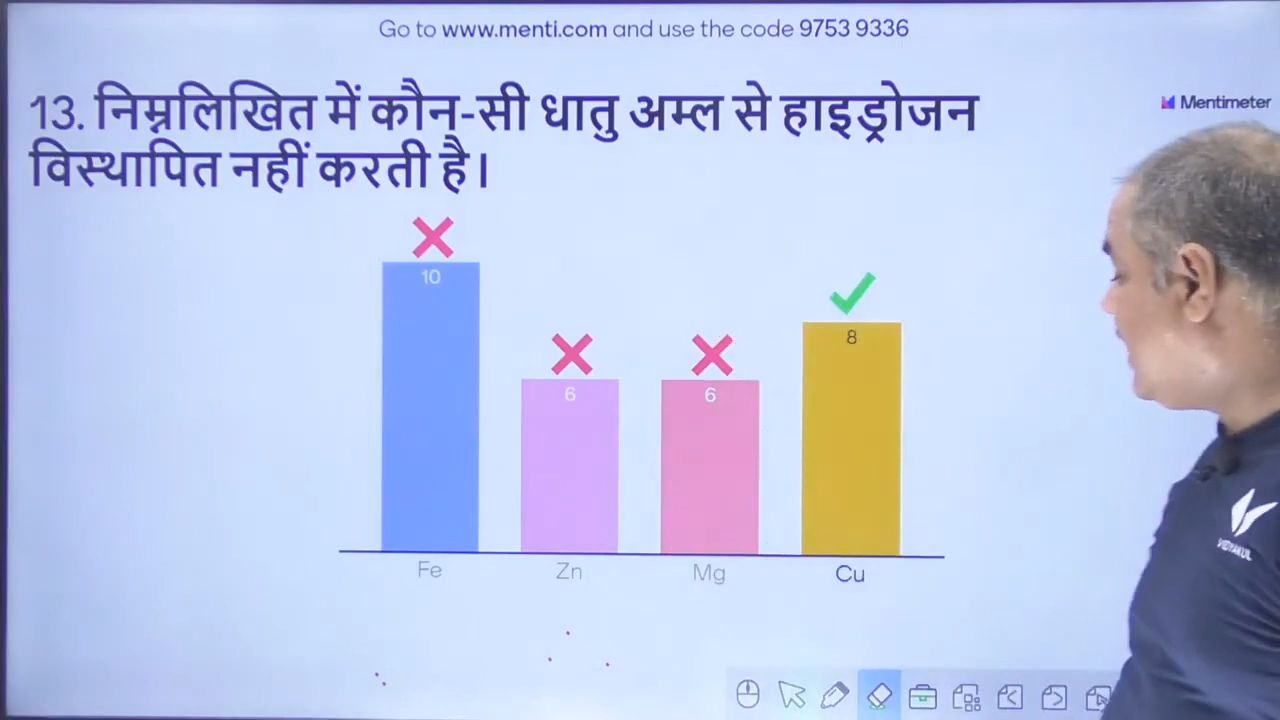 Go to www.menti.com and use the code 9753 9336
Mentimeter
13. निम्नलिखित में कौन-सी धातु अम्ल से हाइड्रोजन
विस्थापित नहीं करती है।
10
6
6
8
Fe
Zn
Mg
Cu
VIDYAKUL